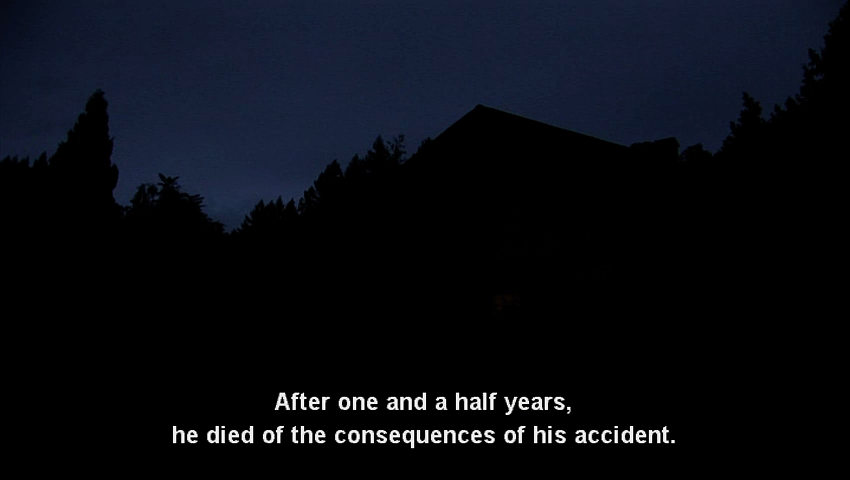 After one and a half years,
he died of the consequences of his accident.